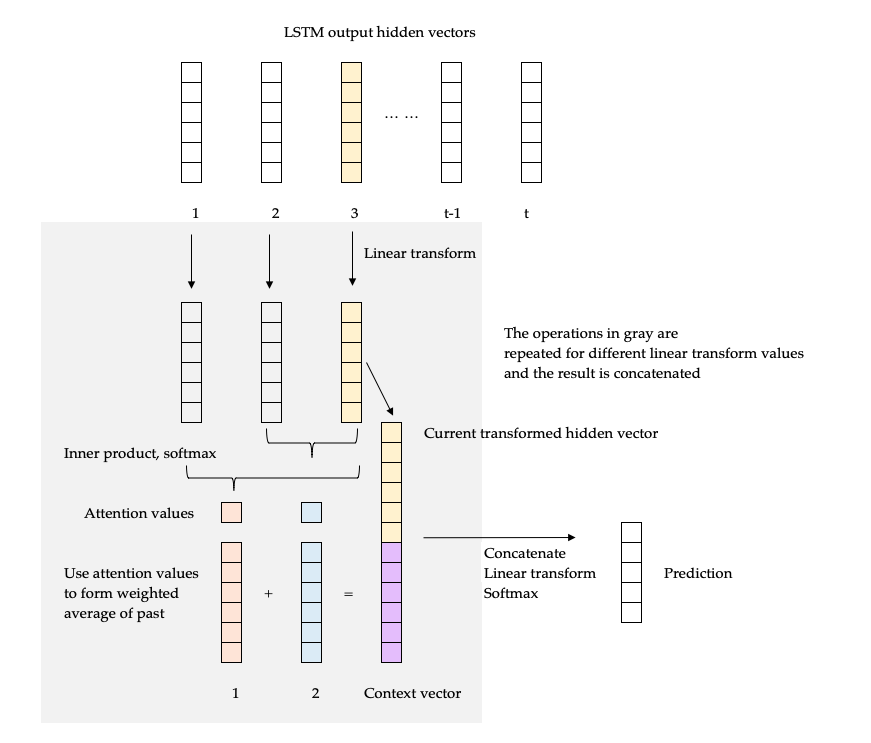 LSTM output hidden vectors
... ...
1 2 3 t-1 t
Linear transform
The operations in gray are
repeated for different linear transform values
and the result is concatenated
Current transformed hidden vector
Inner product, softmax
Attention values
Concatenate
Linear transform
Softmax
Prediction
Use attention values
to form weighted
average of past
+ =
1 2 Context vector